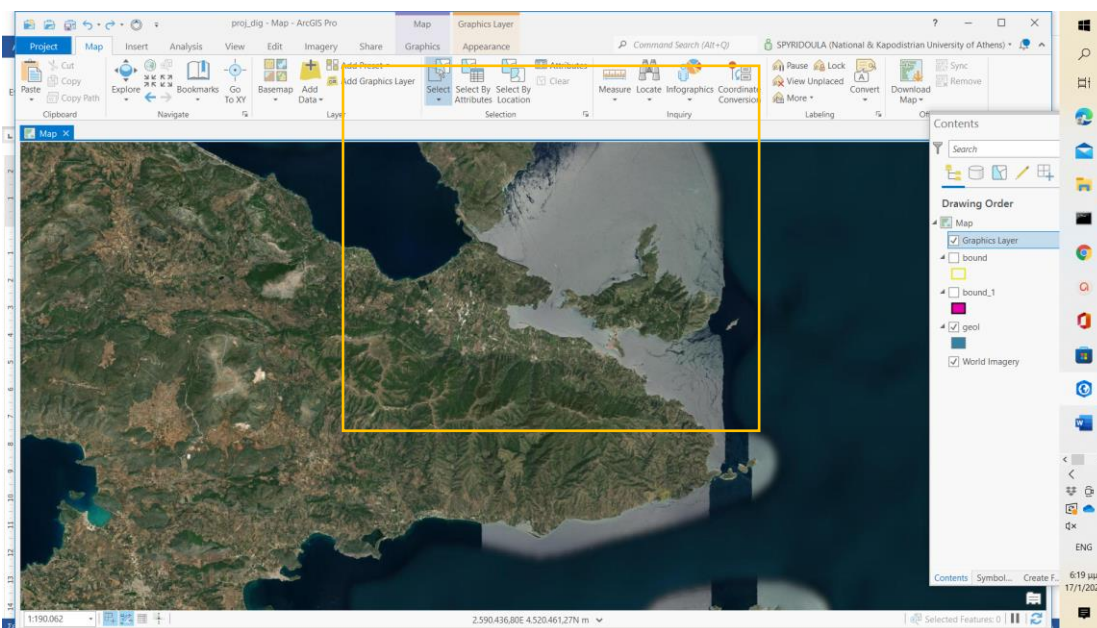 proj_dig - Map - ArcGIS Pro
Map
Graphics Layer
?
Project
Map
Insert
Analysis
View
Edit
Imagery
Share
Graphics
Appearance
Command Search (Alt+Q)
SPYRIDOULA (National & Kapodistrian University of Athens)
Paste
Cut
Copy
Copy Path
Explore
Bookmarks
Go
To XY
Basemap
Add
Data
Add Preset
Add Graphics Layer
Select
Select By
Attributes
Select By
Location
Attributes
Clear
Measure
Locate
Infographics
Coordinate
Conversion
Pause
Lock
View Unplaced
More
Convert
Download
Map
Sync
Remove
Clipboard
Navigate
Layer
Selection
Inquiry
Labeling
Map
Contents
Search
Drawing Order
Map
Graphics Layer
bound
bound_1
geol
World Imagery
Contents
Symbol...
Create F...
1:190.062
2.590.436,80E 4.520.461,27N m
Selected Features: 0
ENG
6:19 μμ
17/1/202